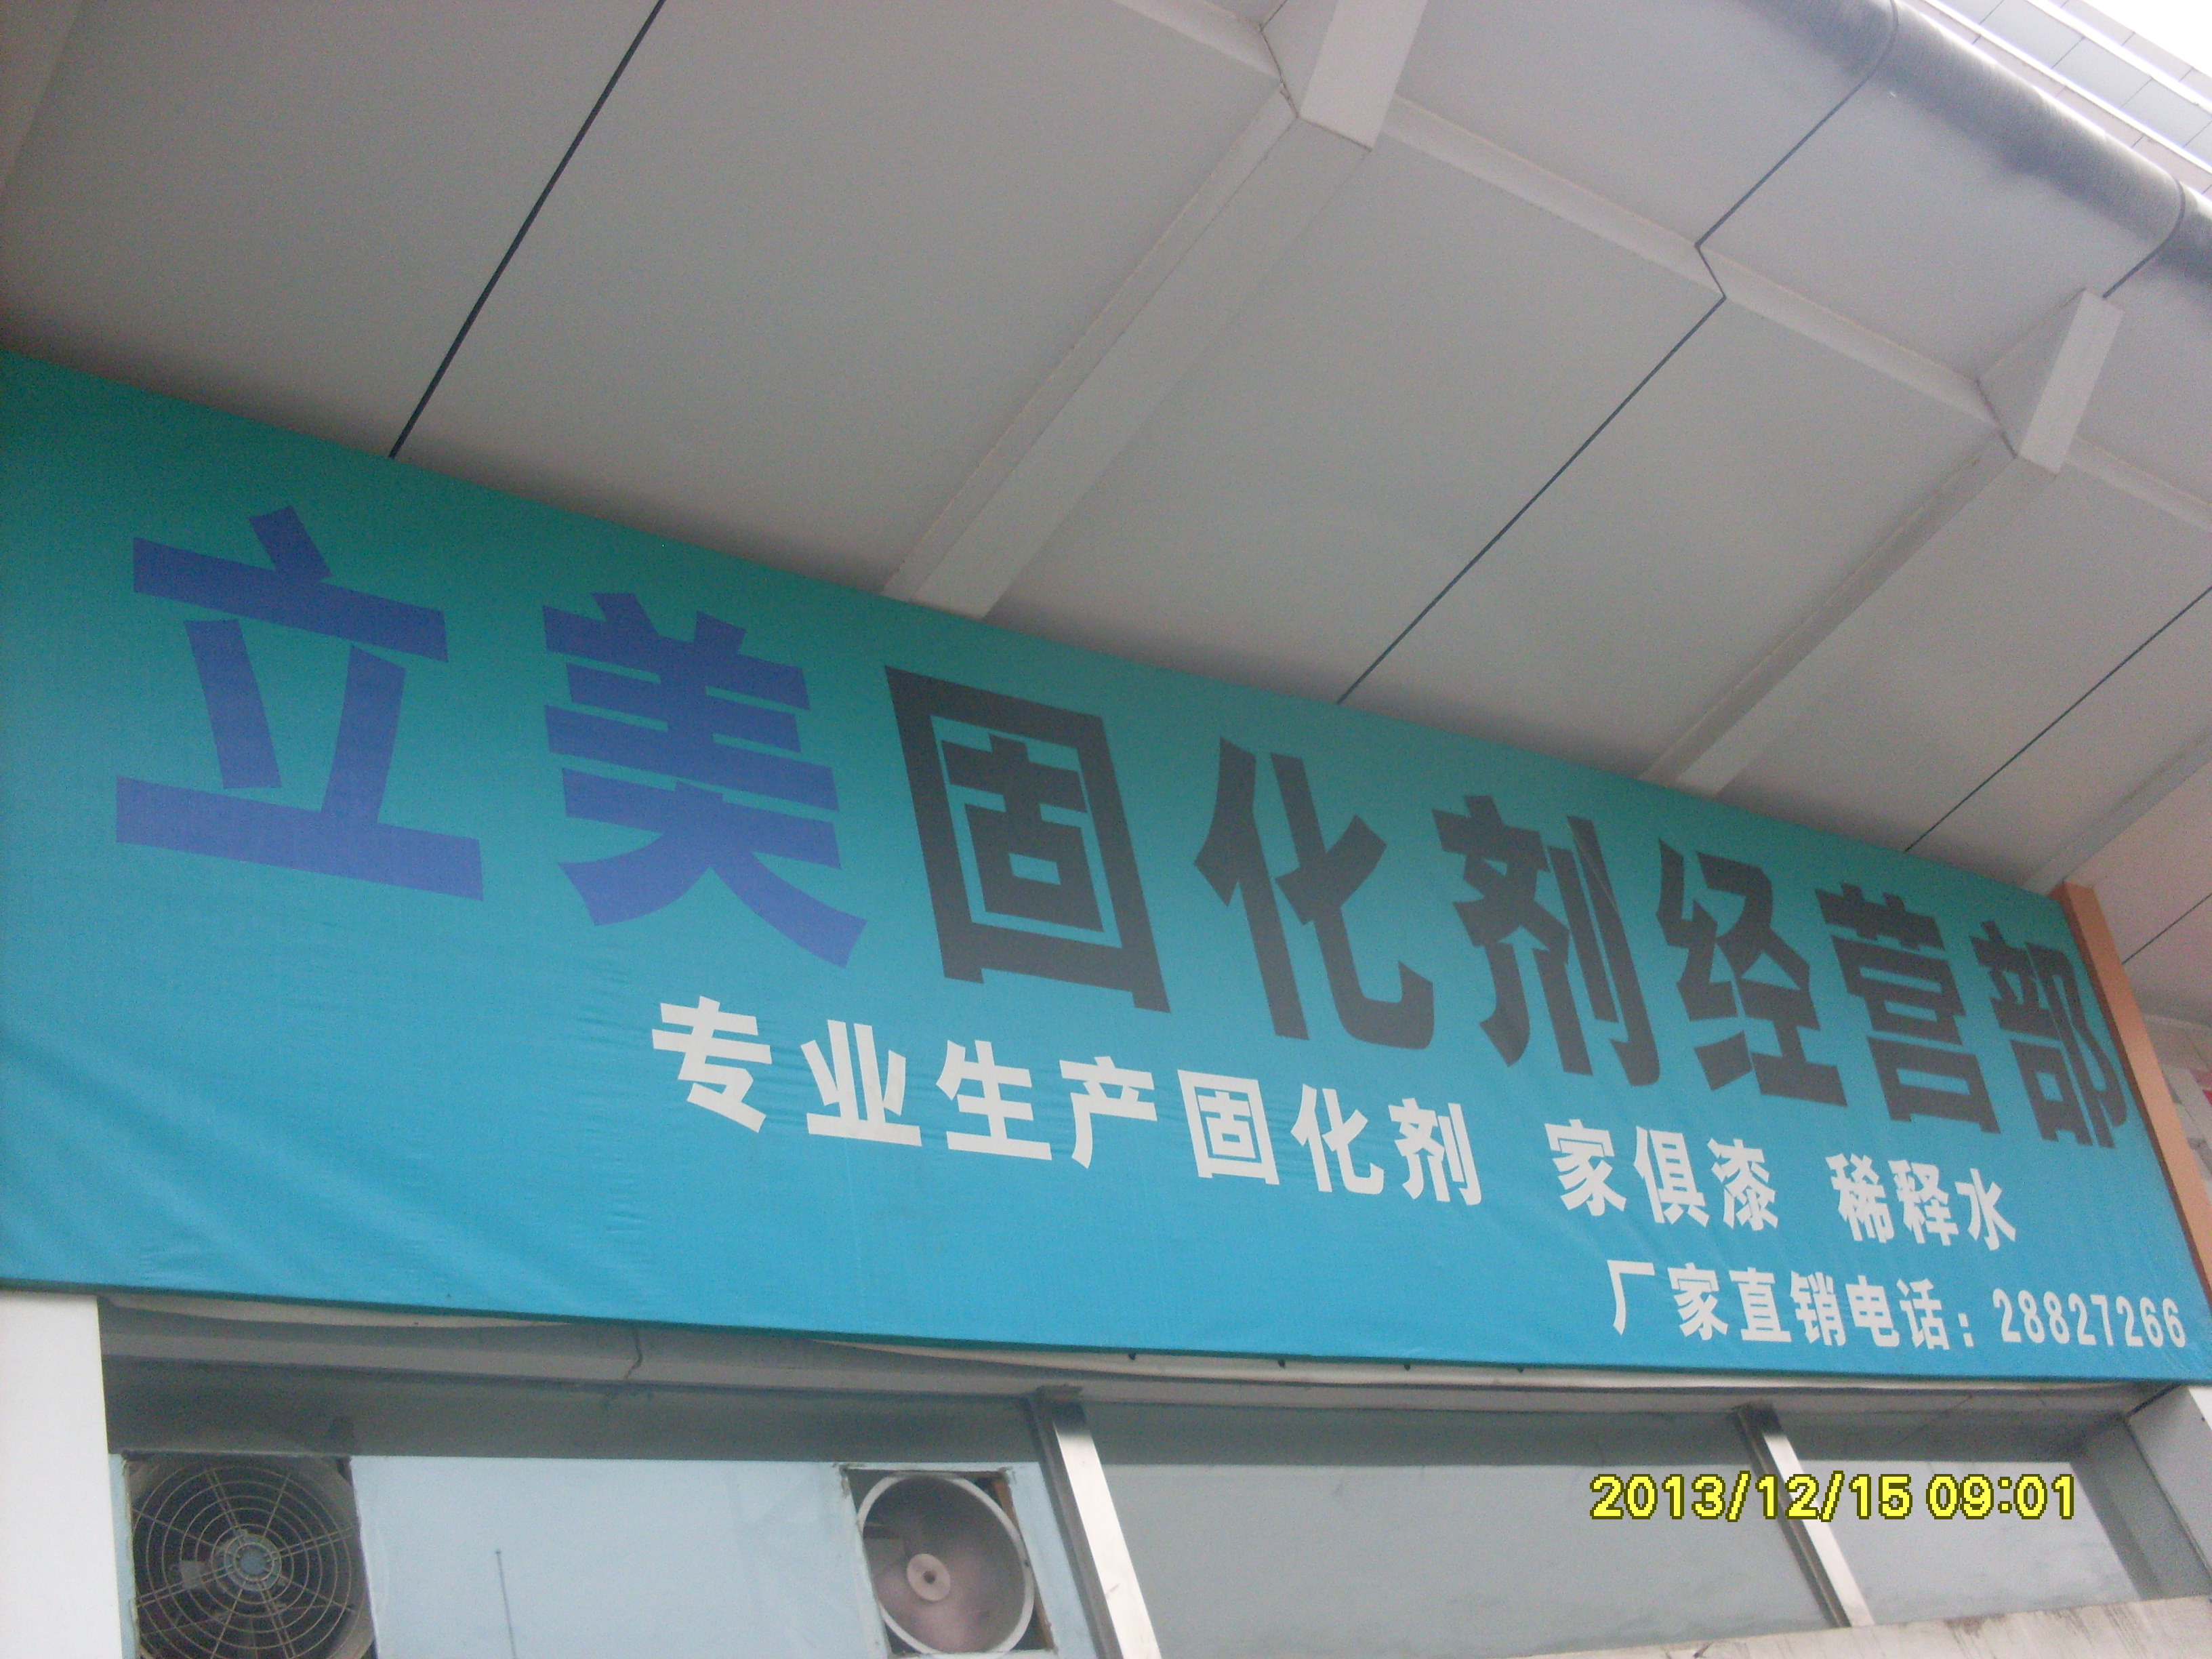 立美固化剂经营部
专业生产固化剂 家俱漆 稀释水
厂家直销电话：28827266
2013/12/15 09:01